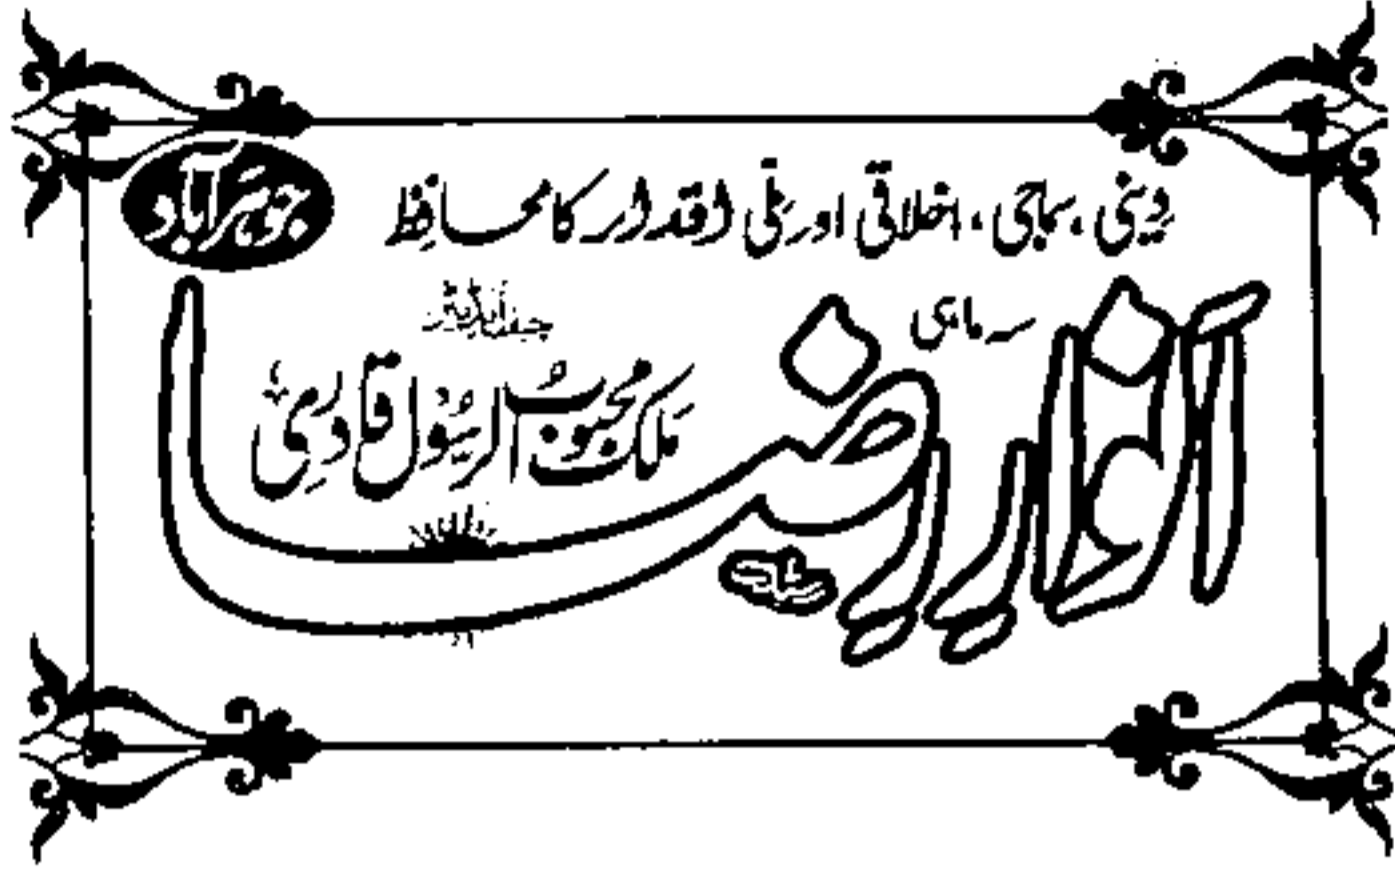 دینی، سماجی، اخلاقی اور ملی اقدار کا محافظ
جوہر آباد
سہ ماہی
انوار رضا
چیف ایڈیٹر
ملک محبوب الرسول قادری